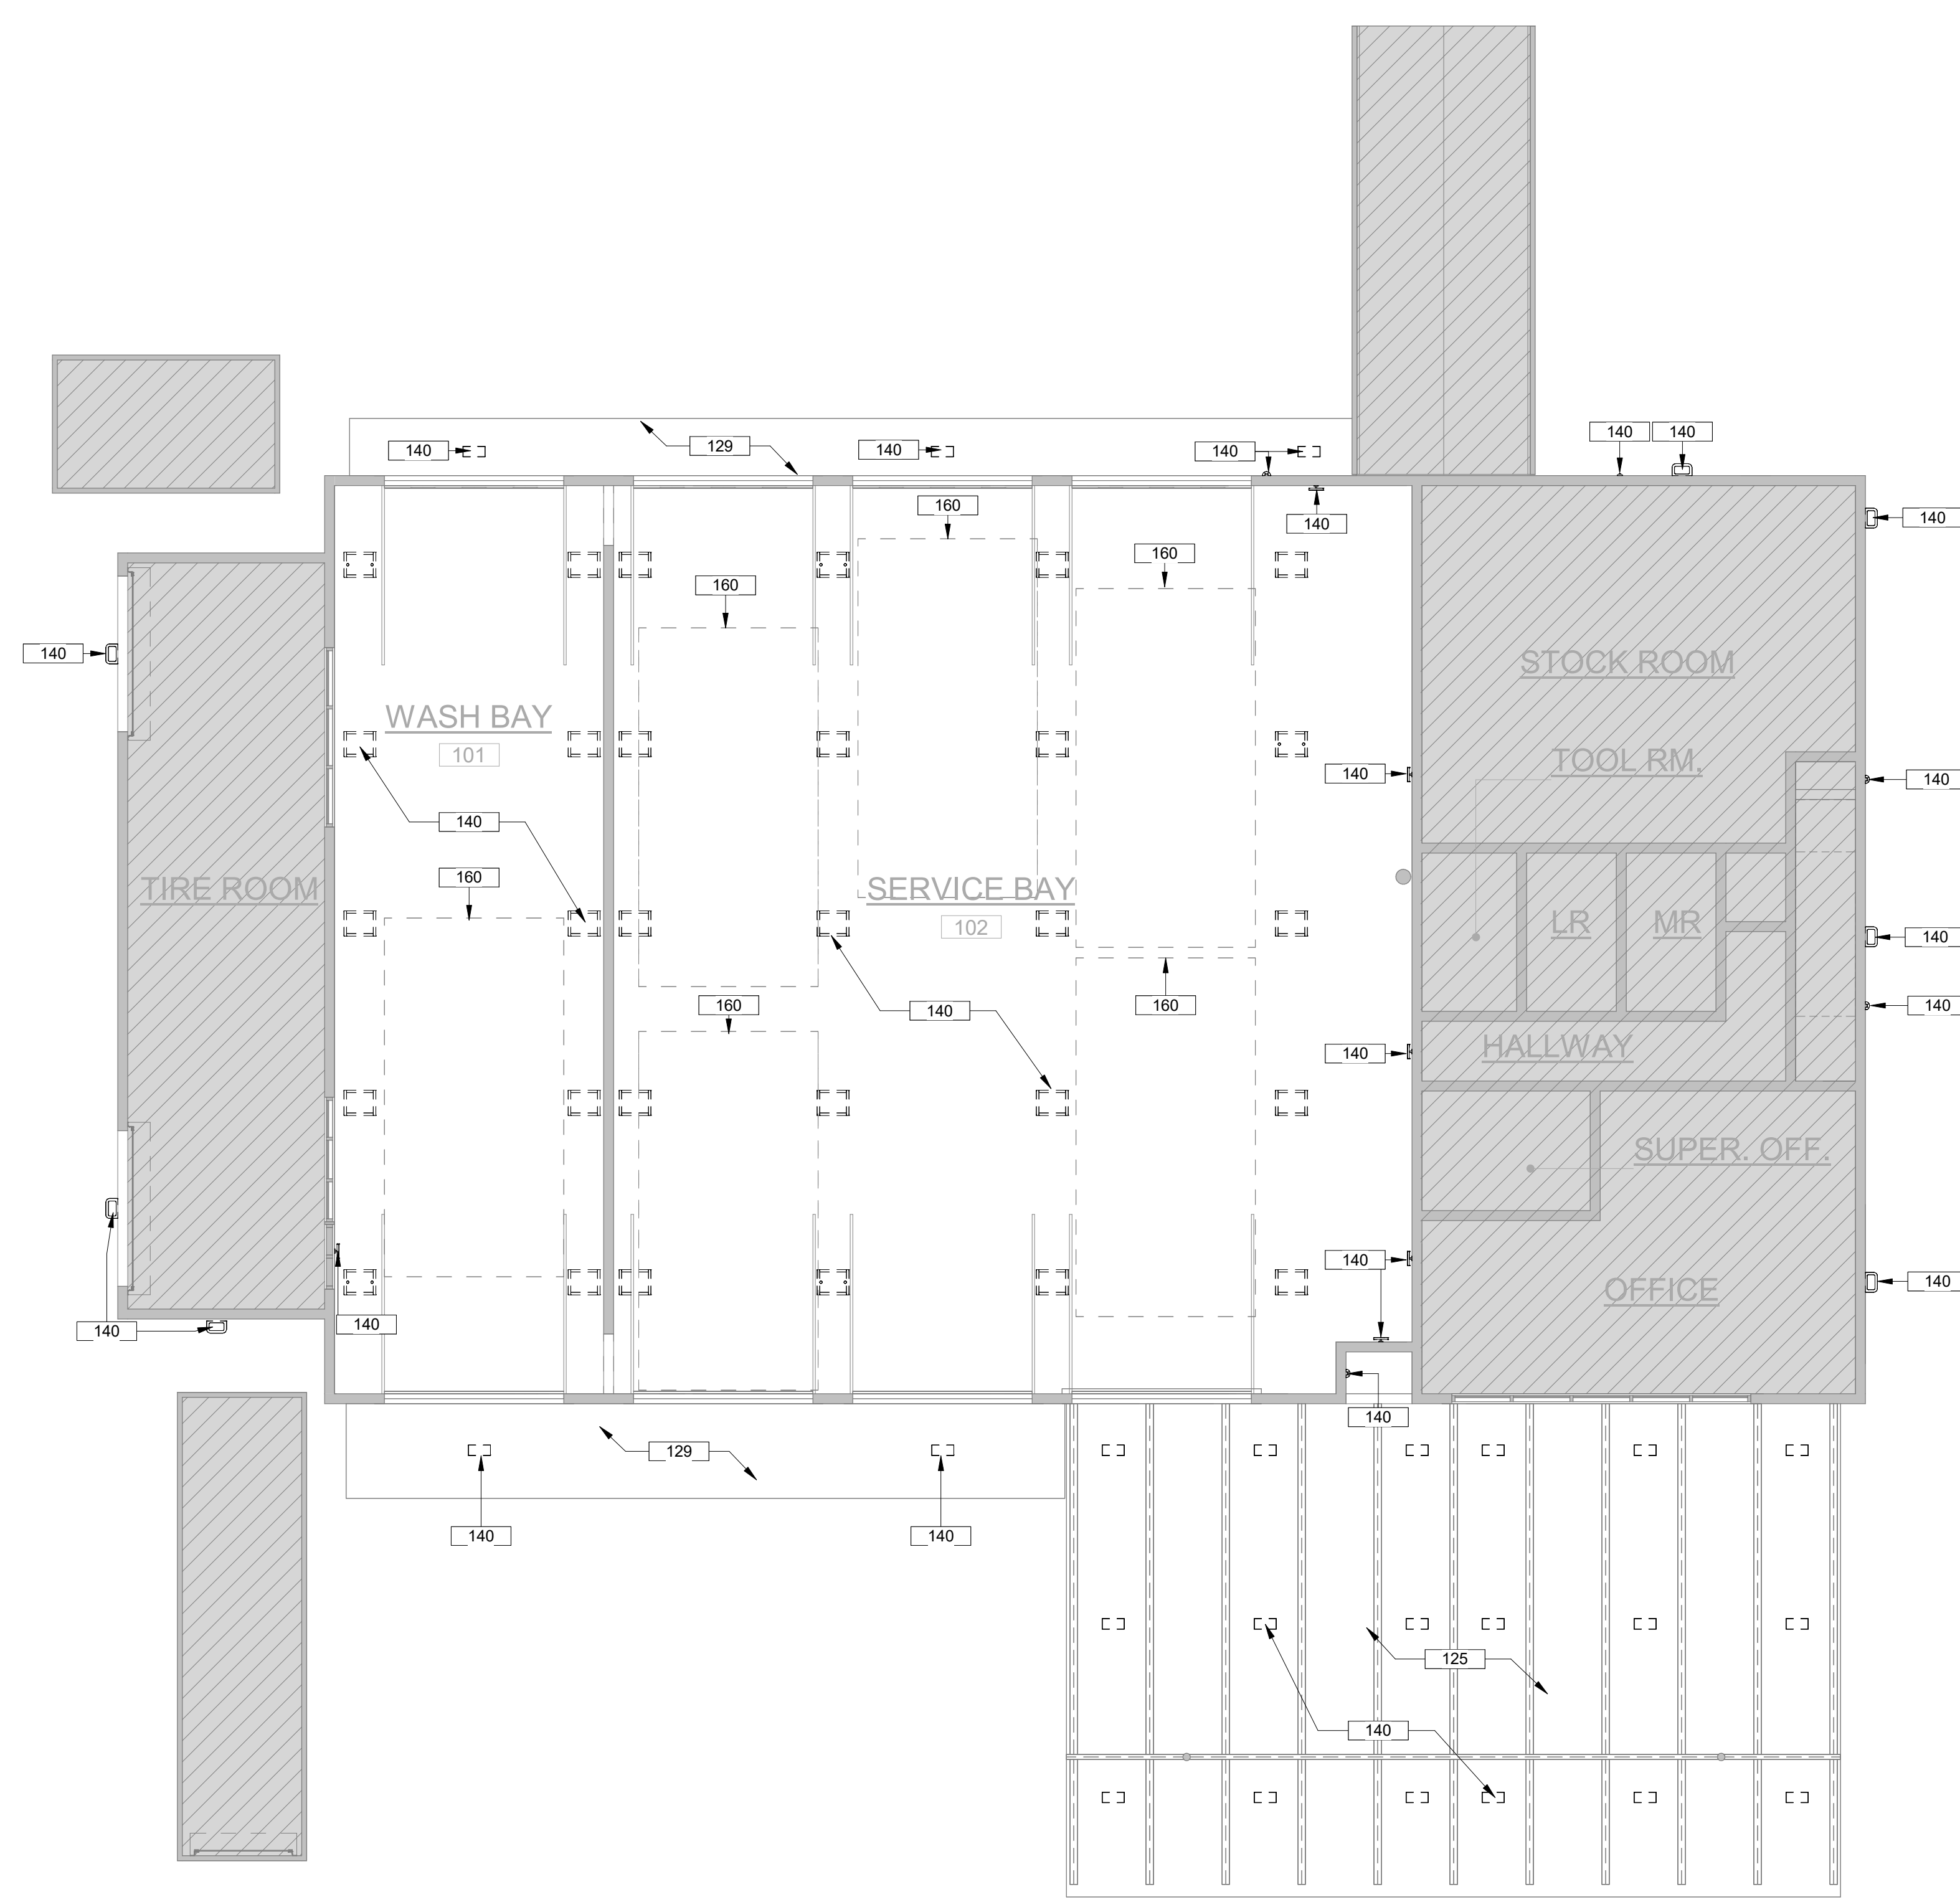 140 140
140 129 140 140
160 140 140
160
160
140
STOCK ROOM
WASH BAY
101
TOOL RM.
140 140
140
160
TIRE ROOM SERVICE BAY
102 LR MR
140
160 160 140 140
HALLWAY
140
SUPER. OFF.
140
OFFICE 140
140 140
140
129
140 140
125
140